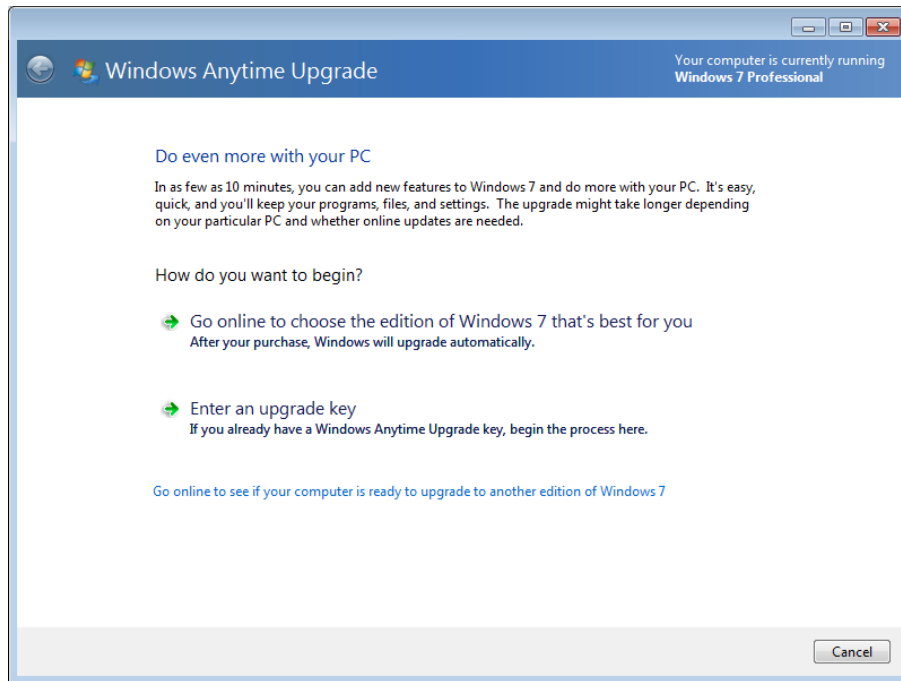 Windows Anytime Upgrade
Your computer is currently running
Windows 7 Professional
Do even more with your PC
In as few as 10 minutes, you can add new features to Windows 7 and do more with your PC.  It's easy,
quick, and you'll keep your programs, files, and settings.  The upgrade might take longer depending
on your particular PC and whether online updates are needed.
How do you want to begin?
Go online to choose the edition of Windows 7 that's best for you
After your purchase, Windows will upgrade automatically.
Enter an upgrade key
If you already have a Windows Anytime Upgrade key, begin the process here.
Go online to see if your computer is ready to upgrade to another edition of Windows 7
Cancel